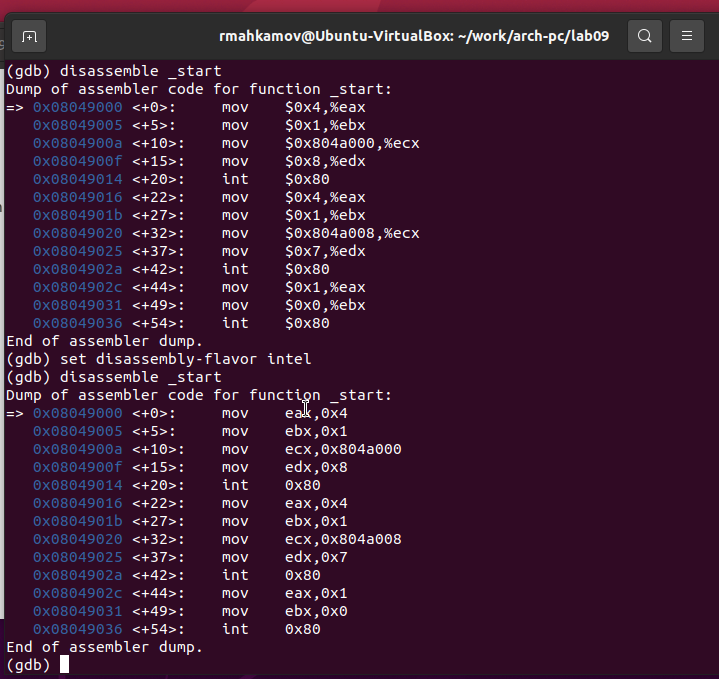 rmahkamov@Ubuntu-VirtualBox: ~/work/arch-pc/lab09
(gdb) disassemble _start
Dump of assembler code for function _start:
=> 0x08049000 <+0>:     mov    $0x4,%eax
   0x08049005 <+5>:     mov    $0x1,%ebx
   0x0804900a <+10>:    mov    $0x804a000,%ecx
   0x0804900f <+15>:    mov    $0x8,%edx
   0x08049014 <+20>:    int    $0x80
   0x08049016 <+22>:    mov    $0x4,%eax
   0x0804901b <+27>:    mov    $0x1,%ebx
   0x08049020 <+32>:    mov    $0x804a008,%ecx
   0x08049025 <+37>:    mov    $0x7,%edx
   0x0804902a <+42>:    int    $0x80
   0x0804902c <+44>:    mov    $0x1,%eax
   0x08049031 <+49>:    mov    $0x0,%ebx
   0x08049036 <+54>:    int    $0x80
End of assembler dump.
(gdb) set disassembly-flavor intel
(gdb) disassemble _start
Dump of assembler code for function _start:
=> 0x08049000 <+0>:     mov    eax,0x4
   0x08049005 <+5>:     mov    ebx,0x1
   0x0804900a <+10>:    mov    ecx,0x804a000
   0x0804900f <+15>:    mov    edx,0x8
   0x08049014 <+20>:    int    0x80
   0x08049016 <+22>:    mov    eax,0x4
   0x0804901b <+27>:    mov    ebx,0x1
   0x08049020 <+32>:    mov    ecx,0x804a008
   0x08049025 <+37>:    mov    edx,0x7
   0x0804902a <+42>:    int    0x80
   0x0804902c <+44>:    mov    eax,0x1
   0x08049031 <+49>:    mov    ebx,0x0
   0x08049036 <+54>:    int    0x80
End of assembler dump.
(gdb)